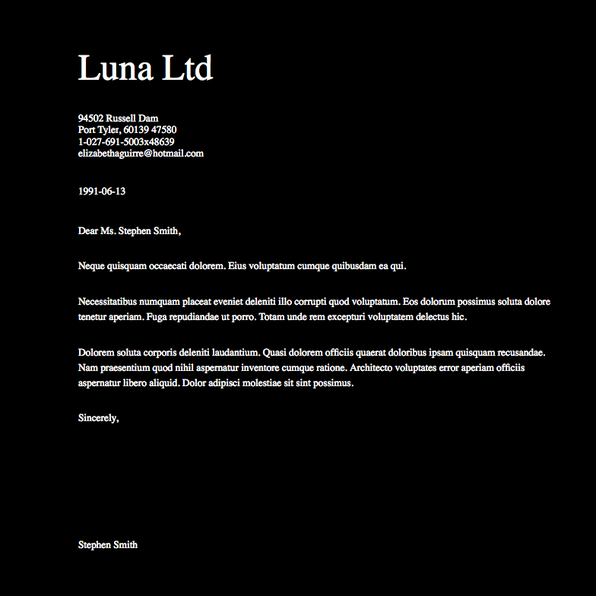 Luna Ltd
94502 Russell Dam
Port Tyler, 60139 47580
1-027-691-5003x48639
elizabethaguirre@hotmail.com
1991-06-13
Dear Ms. Stephen Smith,
Neque quisquam occaecati dolorem. Eius voluptatum cumque quibusdam ea qui.
Necessitatibus numquam placeat eveniet deleniti illo corrupti quod voluptatum. Eos dolorum possimus soluta dolore
tenetur aperiam. Fuga repudiandae ut porro. Totam unde rem excepturi voluptatem delectus hic.
Dolorem soluta corporis deleniti laudantium. Quasi dolorem officiis quaerat doloribus ipsam quisquam recusandae.
Nam praesentium quod nihil aspernatur inventore cumque ratione. Architecto voluptates error aperiam officiis
aspernatur libero aliquid. Dolor adipisci molestiae sit sint possimus.
Sincerely,
Stephen Smith